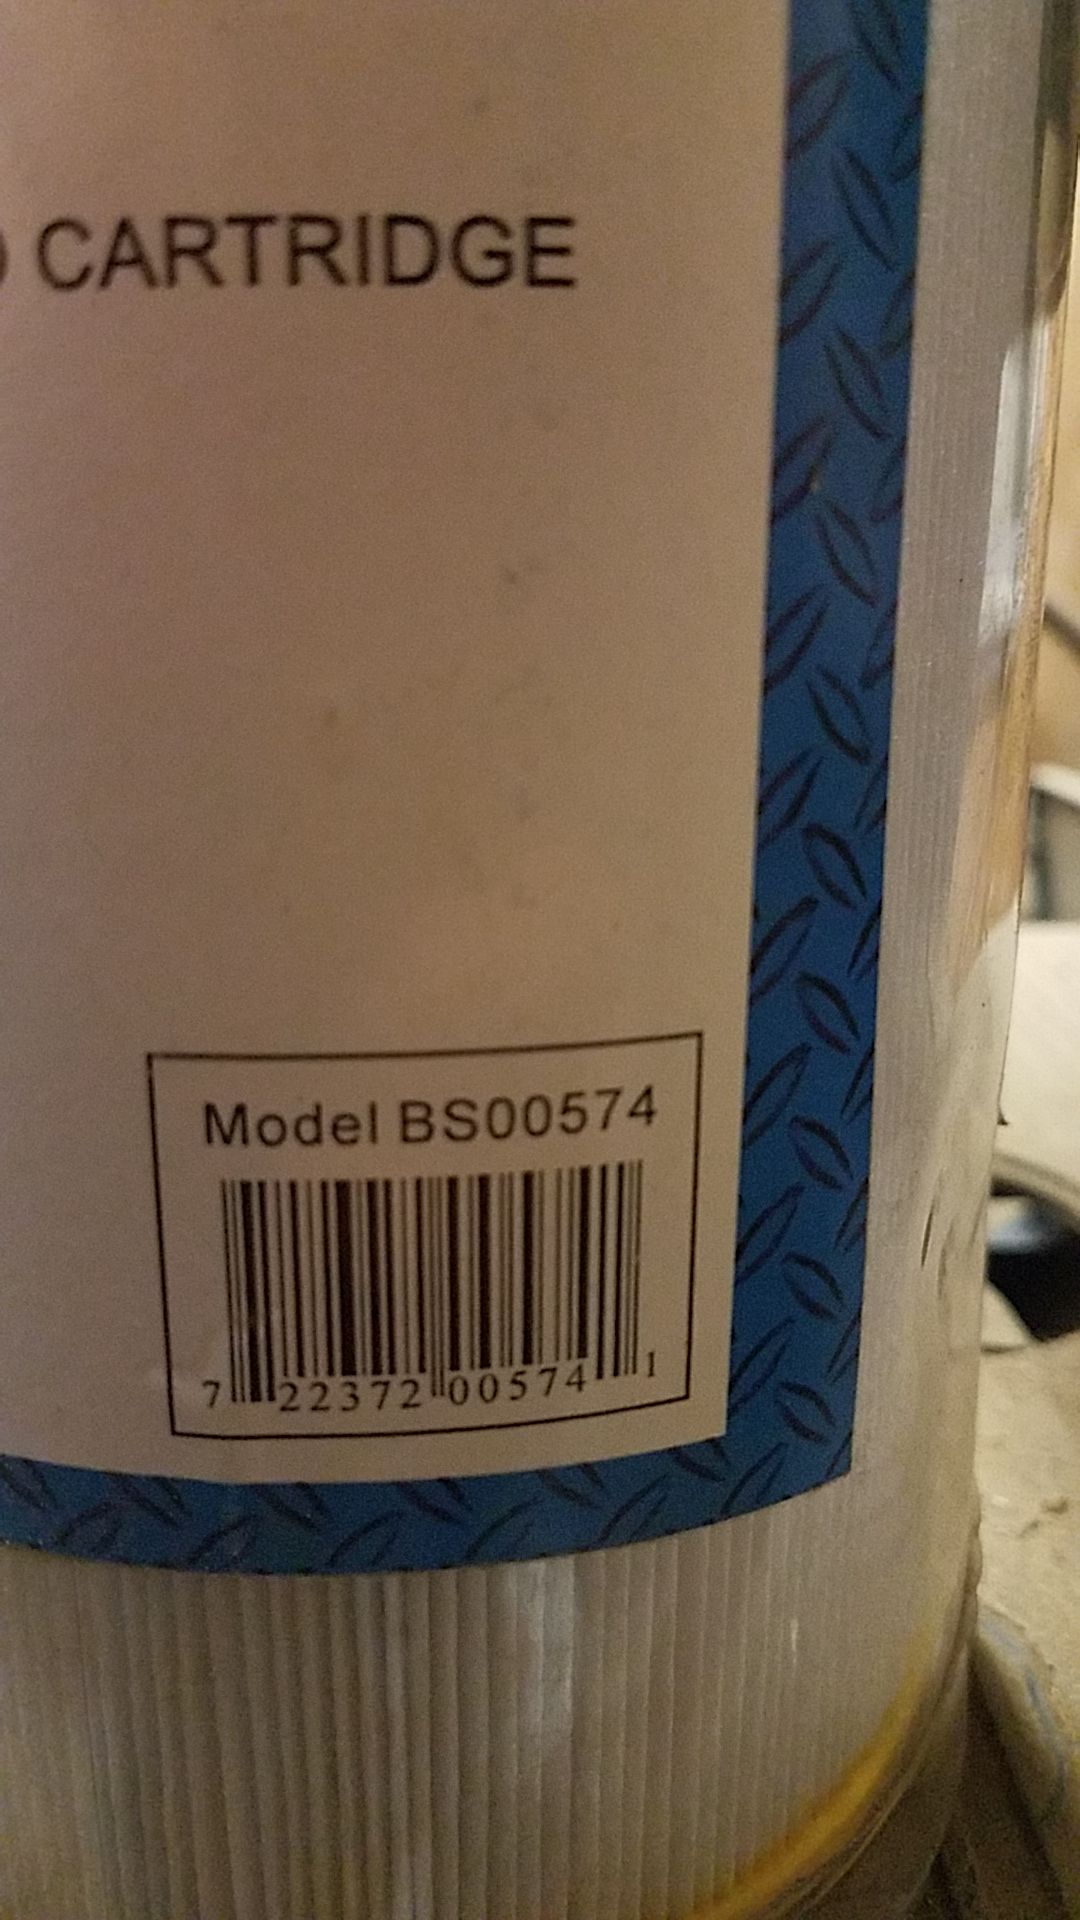 CARTRIDGE
Model BS00574
7 22372 00574 1